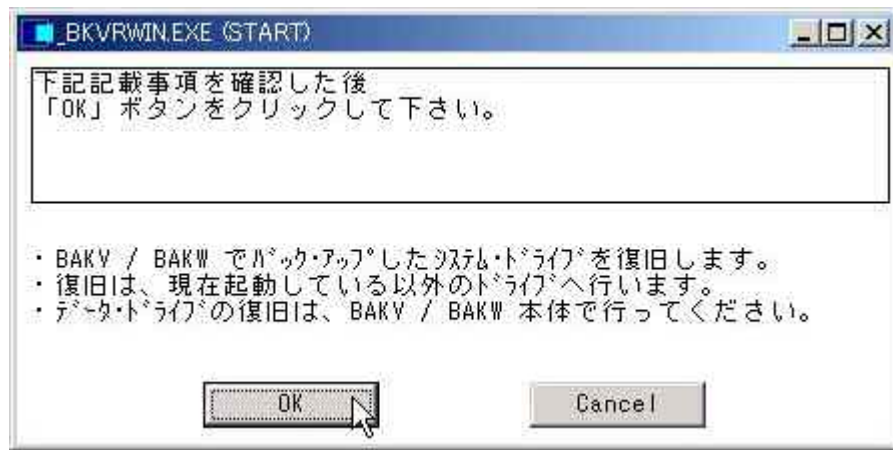 _BKVRWIN.EXE (START)
下記記載事項を確認した後
「OK」ボタンをクリックして下さい。
・BAKV / BAKW でﾊﾞｯｸ･ｱｯﾌﾟしたｼｽﾃﾑ･ﾄﾞﾗｲﾌﾞを復旧します。
・復旧は、現在起動している以外のﾄﾞﾗｲﾌﾞへ行います。
・ﾃﾞｰﾀ･ﾄﾞﾗｲﾌﾞの復旧は、BAKV / BAKW 本体で行ってください。
OK
Cancel